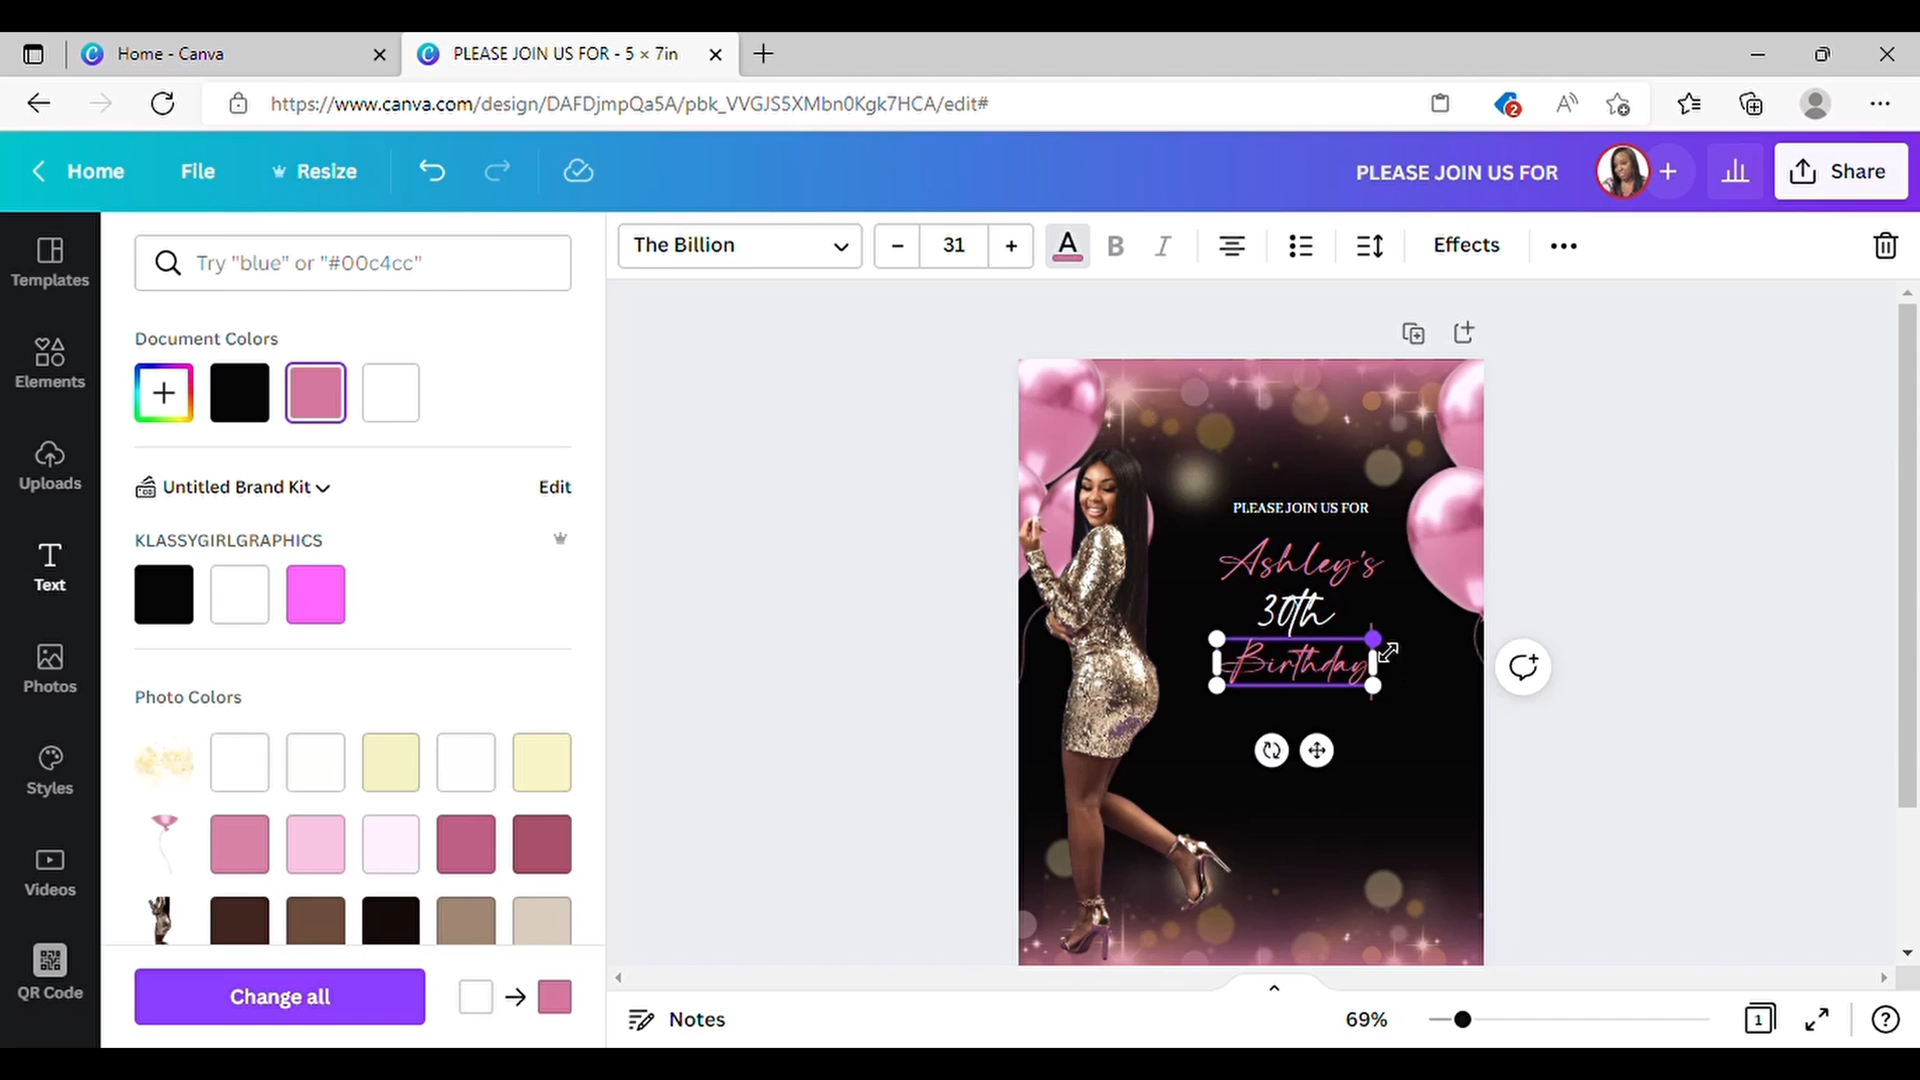 Home - Canva
PLEASE JOIN US FOR - 5 × 7in
https://www.canva.com/design/DAFDjmpQa5A/pbk_VVGJS5XMbn0Kgk7HCA/edit#
2
Home
File
Resize
PLEASE JOIN US FOR
Share
Templates
Elements
Uploads
Text
Photos
Styles
Videos
QR Code
Try "blue" or "#00c4cc"
Document Colors
Untitled Brand Kit
Edit
KLASSYGIRLGRAPHICS
Photo Colors
Change all
The Billion
31
A
B
I
Effects
PLEASE JOIN US FOR
Ashley's
30th
Birthday
Notes
69%
1